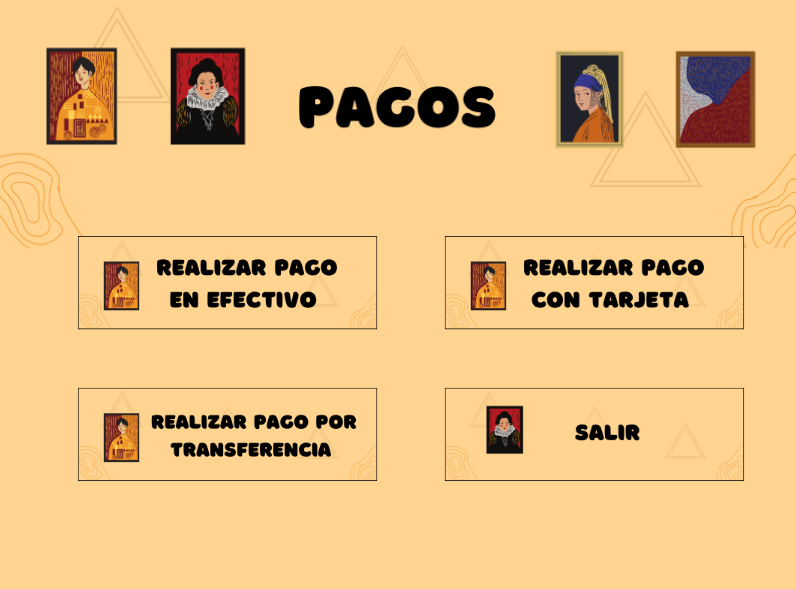 PAGOS
REALIZAR PAGO
EN EFECTIVO
REALIZAR PAGO
CON TARJETA
REALIZAR PAGO POR
TRANSFERENCIA
SALIR